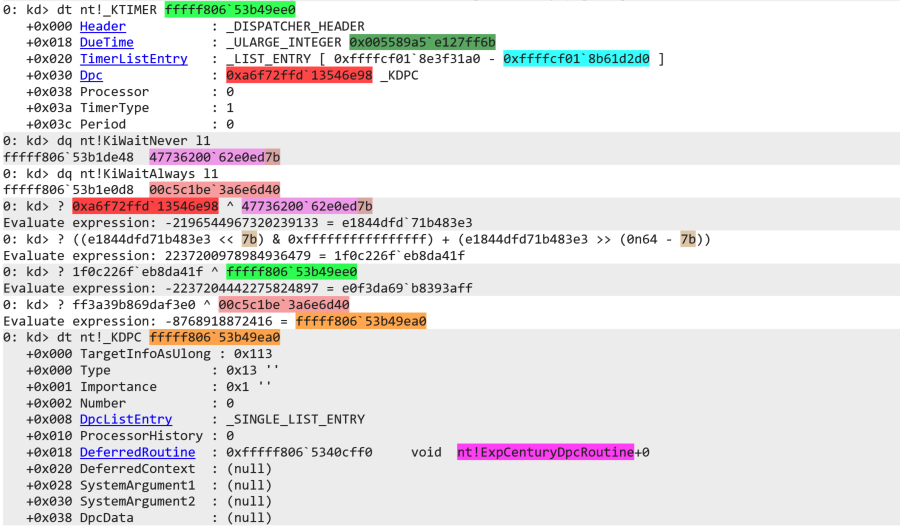 0: kd> dt nt!_KTIMER fffff806`53b49ee0
+0x000 Header : _DISPATCHER_HEADER
+0x018 DueTime : _ULARGE_INTEGER 0x005589a5`e127ff6b
+0x020 TimerListEntry : _LIST_ENTRY [ 0xffffcf01`8e3f31a0 - 0xffffcf01`8b61d2d0 ]
+0x030 Dpc : 0xa6f72ffd`13546e98 _KDPC
+0x038 Processor : 0
+0x03a TimerType : 1
+0x03c Period : 0
0: kd> dq nt!KiWaitNever l1
fffff806`53b1de48 47736200`62e0ed7b
0: kd> dq nt!KiWaitAlways l1
fffff806`53b1e0d8 00c5c1be`3a6e6d40
0: kd> ? 0xa6f72ffd`13546e98 ^ 47736200`62e0ed7b
Evaluate expression: -2196544967320239133 = e1844dfd`71b483e3
0: kd> ? ((e1844dfd71b483e3 << 7b) & 0xffffffffffffffff) + (e1844dfd71b483e3 >> (0n64 - 7b))
Evaluate expression: 2237200978984936479 = 1f0c226f`eb8da41f
0: kd> ? 1f0c226f`eb8da41f ^ fffff806`53b49ee0
Evaluate expression: -2237204442275824897 = e0f3da69`b8393aff
0: kd> ? ff3a39b869daf3e0 ^ 00c5c1be`3a6e6d40
Evaluate expression: -8768918872416 = fffff806`53b49ea0
0: kd> dt nt!_KDPC fffff806`53b49ea0
+0x000 TargetInfoAsUlong : 0x113
+0x000 Type : 0x13 ''
+0x001 Importance : 0x1 ''
+0x002 Number : 0
+0x008 DpcListEntry : _SINGLE_LIST_ENTRY
+0x010 ProcessorHistory : 0
+0x018 DeferredRoutine : 0xfffff806`5340cff0 void nt!ExpCenturyDpcRoutine+0
+0x020 DeferredContext : (null)
+0x028 SystemArgument1 : (null)
+0x030 SystemArgument2 : (null)
+0x038 DpcData : (null)